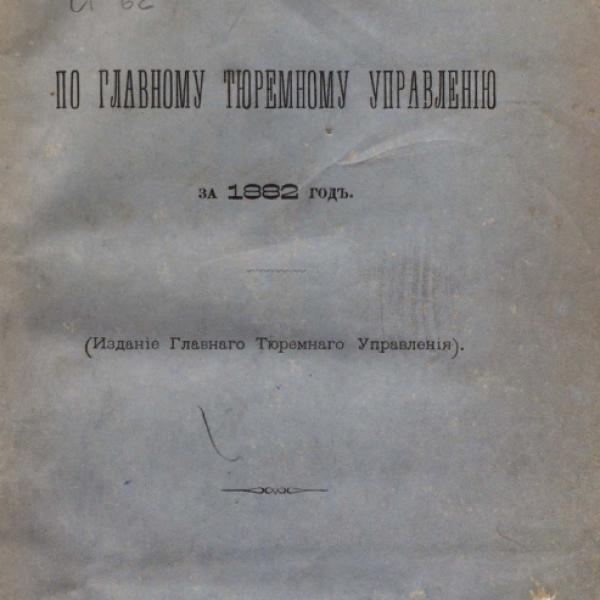 ПО ГЛАВНОМУ ТЮРЕМНОМУ УПРАВЛЕНІЮ
ЗА 1882 ГОДЪ.
(Изданіе Главнаго Тюремнаго Управленія).